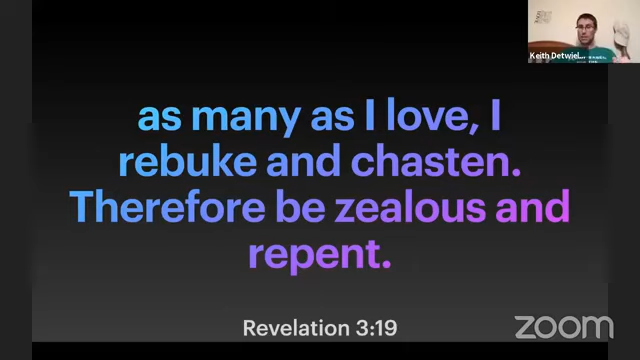 Keith Detwiel...
as many as I love, I
rebuke and chasten.
Therefore be zealous and
repent.
Revelation 3:19
zoom